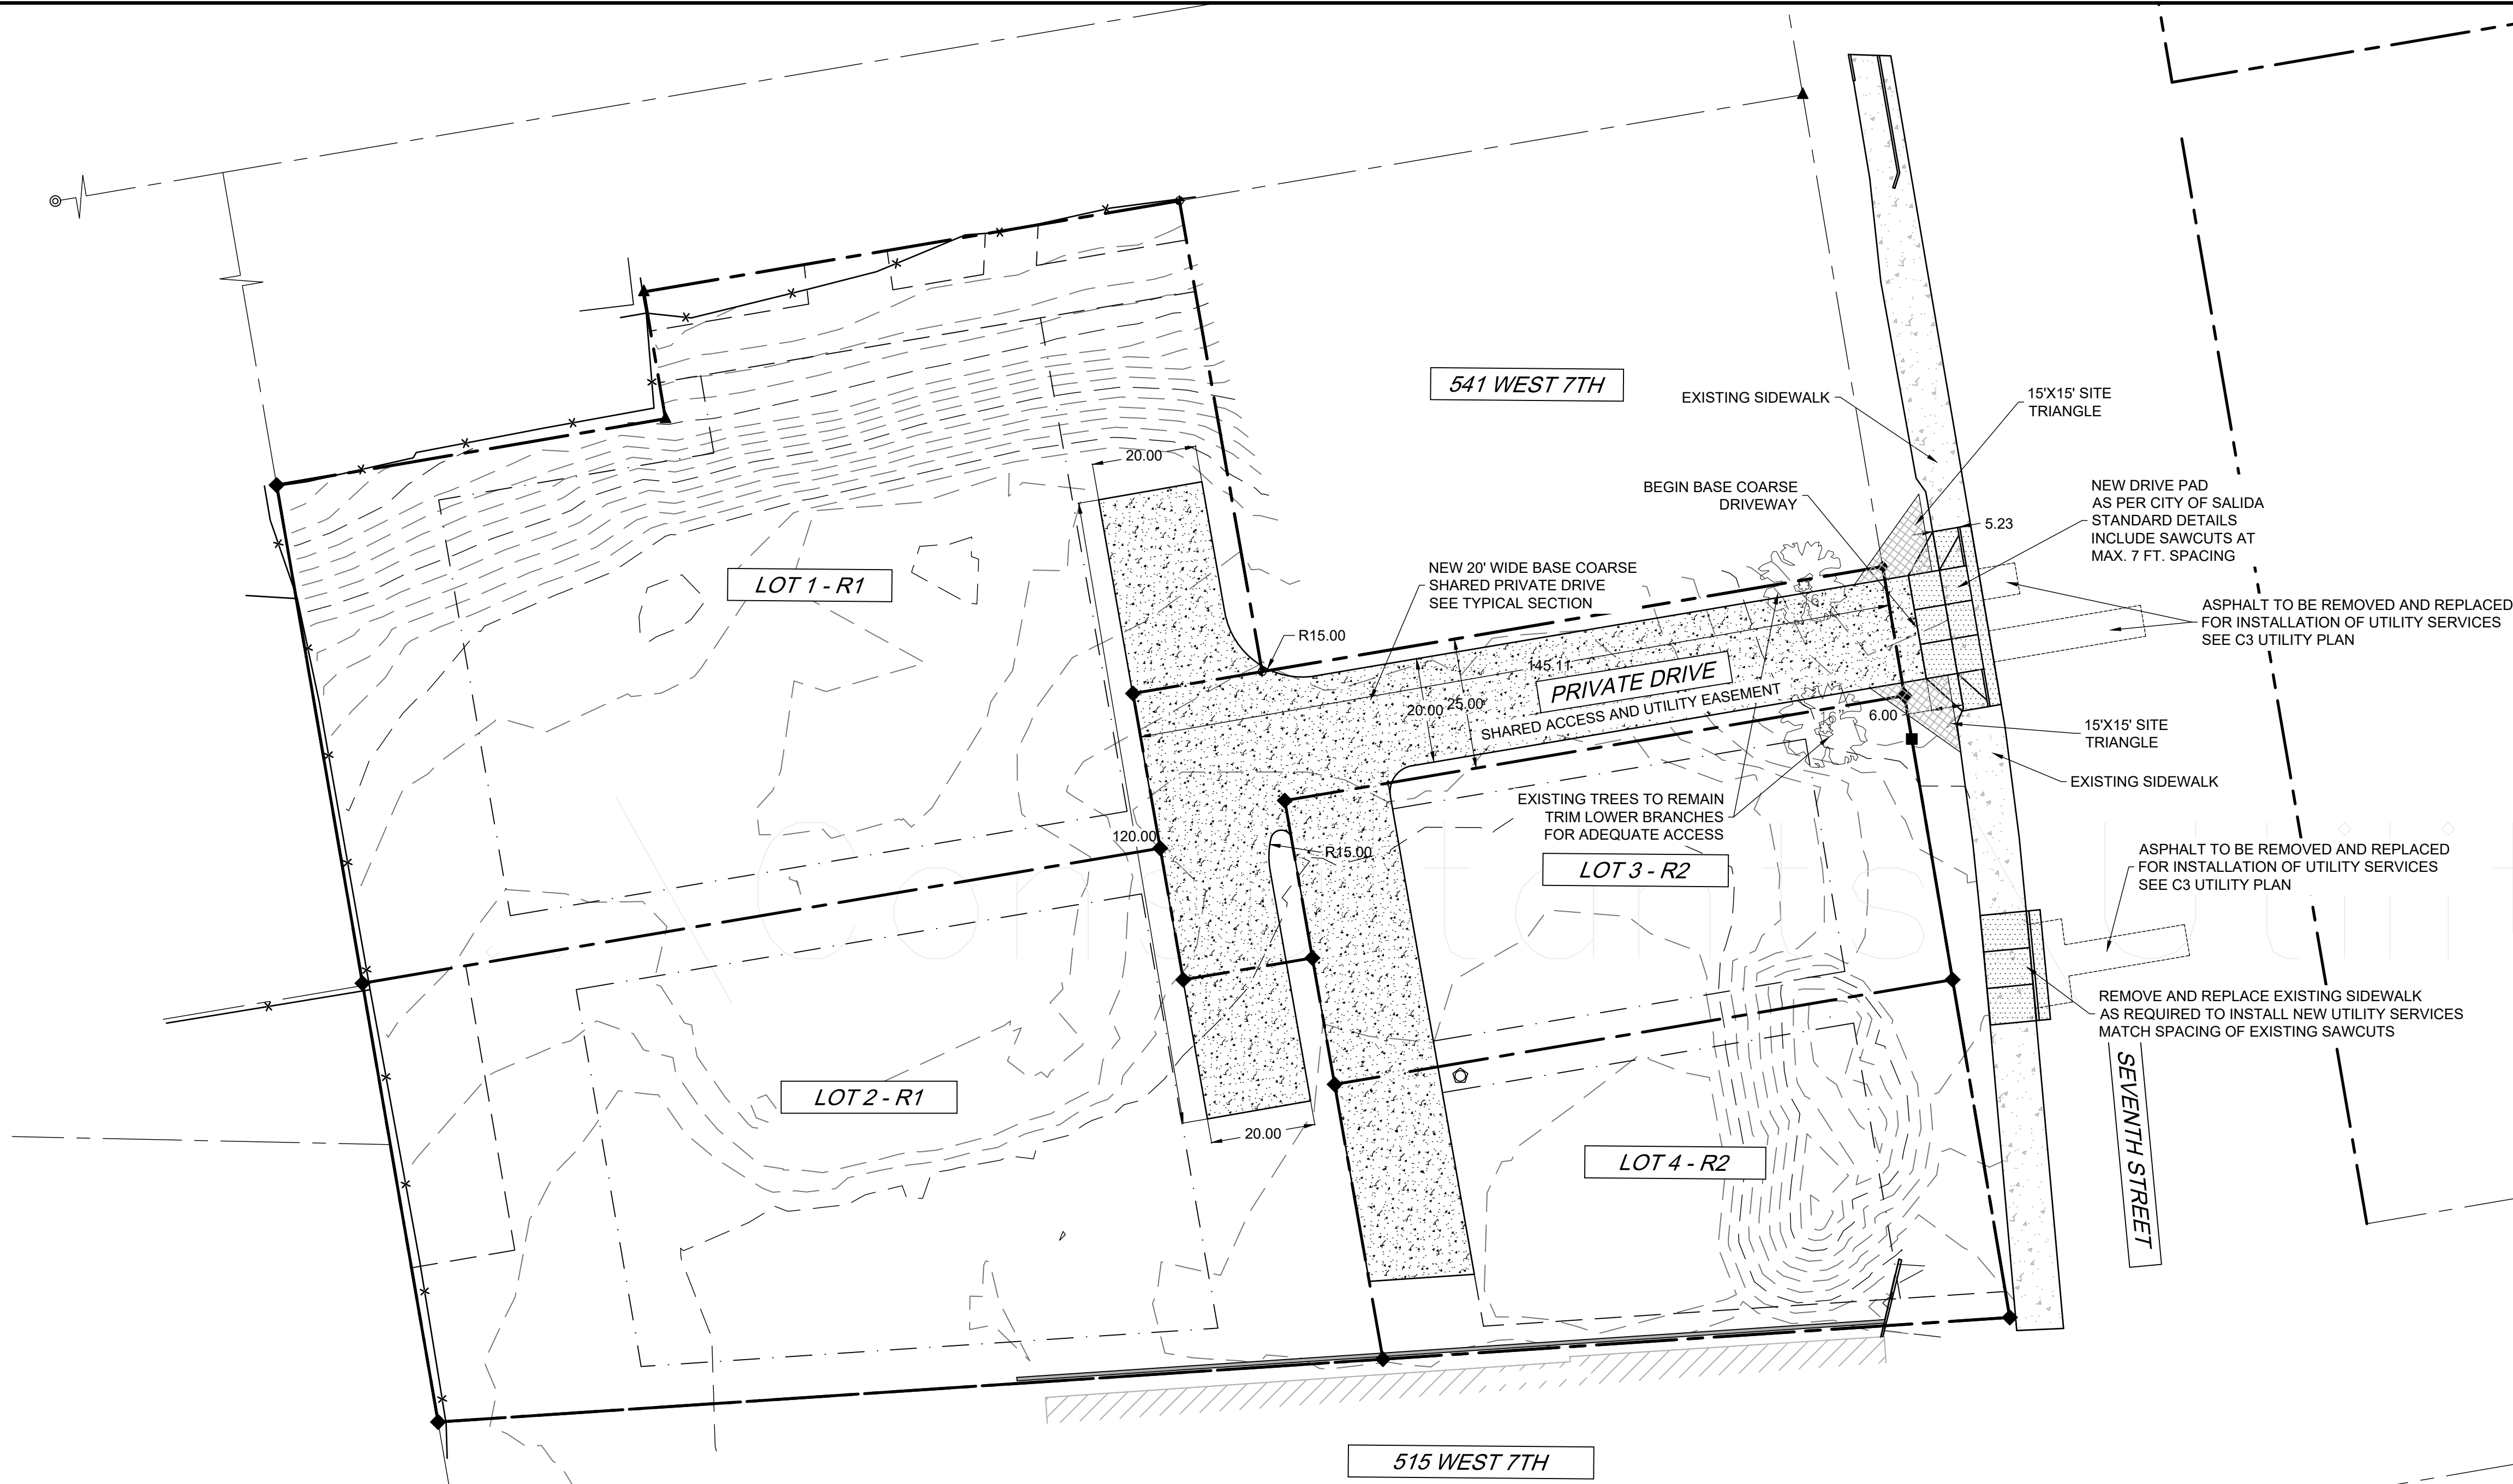 541 WEST 7TH
EXISTING SIDEWALK
15'X15' SITE
TRIANGLE
20.00
BEGIN BASE COARSE
DRIVEWAY
5.23
NEW DRIVE PAD
AS PER CITY OF SALIDA
STANDARD DETAILS
INCLUDE SAWCUTS AT
MAX. 7 FT. SPACING
LOT 1 - R1
NEW 20' WIDE BASE COARSE
SHARED PRIVATE DRIVE
SEE TYPICAL SECTION
ASPHALT TO BE REMOVED AND REPLACED
FOR INSTALLATION OF UTILITY SERVICES
SEE C3 UTILITY PLAN
R15.00
6"
145.11
PRIVATE DRIVE
20.00
25.00
SHARED ACCESS AND UTILITY EASEMENT
6"
6.00
15'X15' SITE
TRIANGLE
EXISTING SIDEWALK
EXISTING TREES TO REMAIN
TRIM LOWER BRANCHES
FOR ADEQUATE ACCESS
120.00
R15.00
LOT 3 - R2
ASPHALT TO BE REMOVED AND REPLACED
FOR INSTALLATION OF UTILITY SERVICES
SEE C3 UTILITY PLAN
REMOVE AND REPLACE EXISTING SIDEWALK
AS REQUIRED TO INSTALL NEW UTILITY SERVICES
MATCH SPACING OF EXISTING SAWCUTS
LOT 2 - R1
20.00
LOT 4 - R2
SEVENTH STREET
515 WEST 7TH